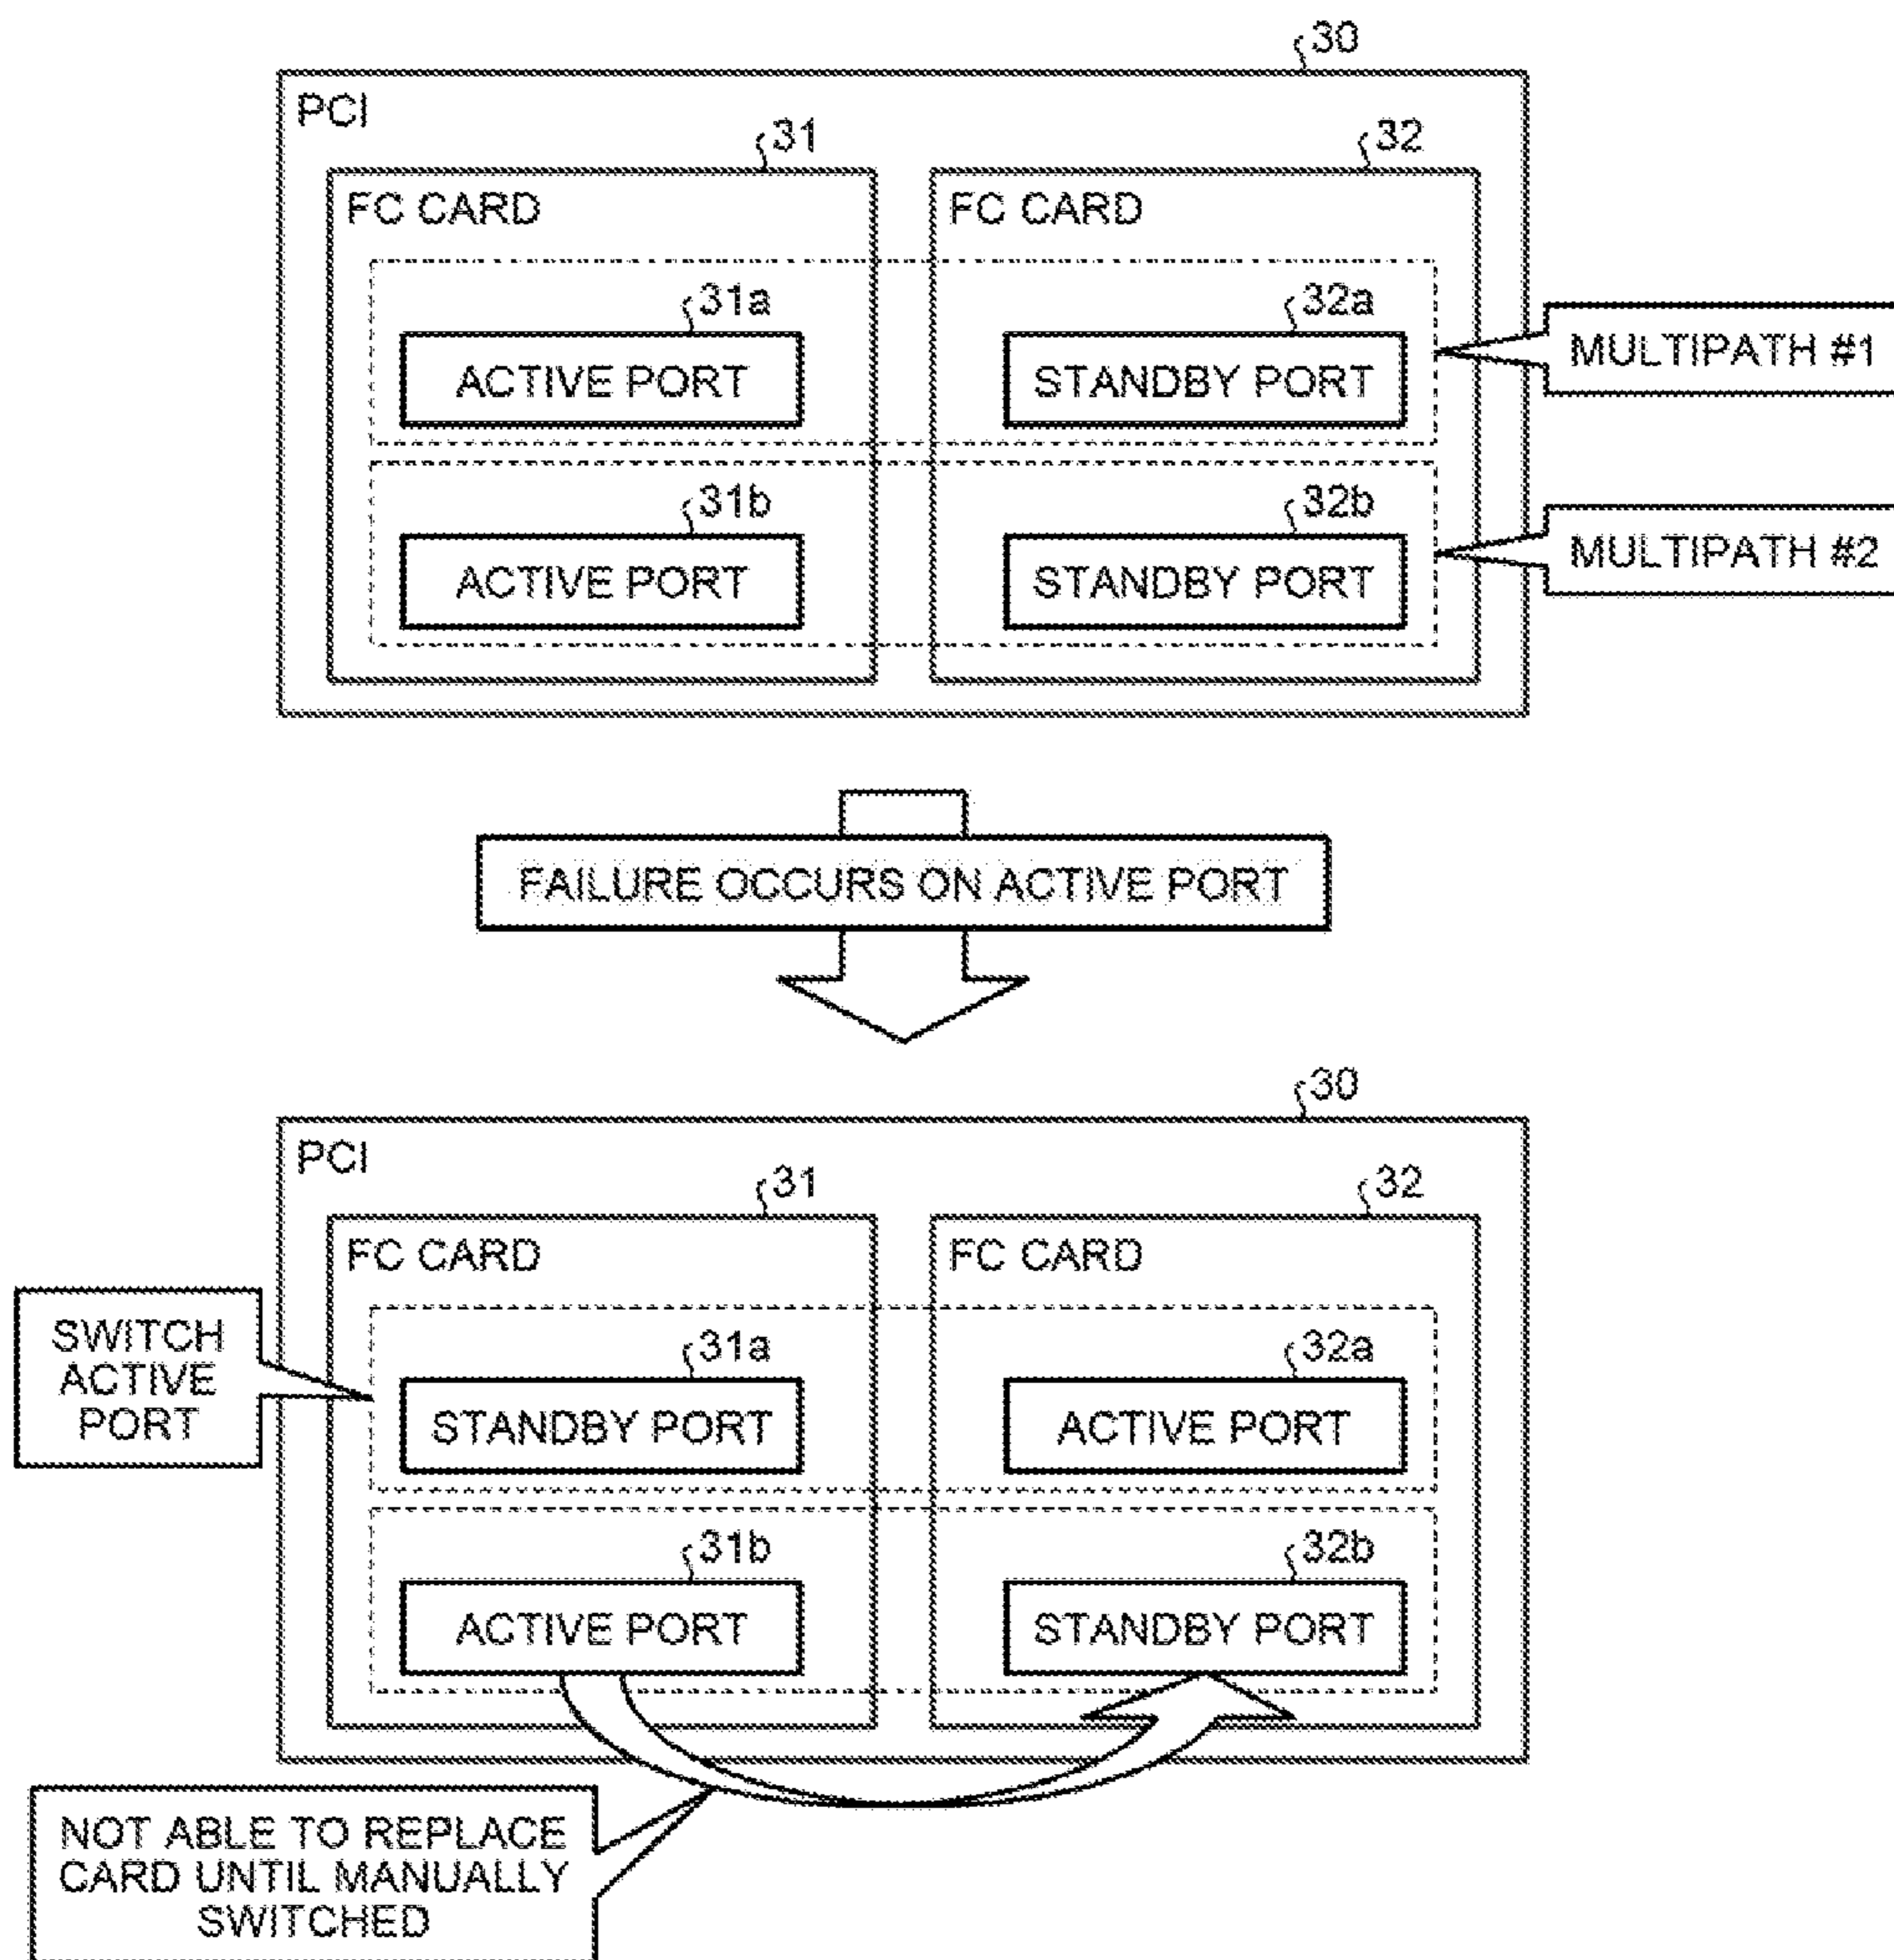 30
PCI
31
32
FC CARD
FC CARD
31a
32a
ACTIVE PORT
STANDBY PORT
MULTIPATH #1
31b
32b
ACTIVE PORT
STANDBY PORT
MULTIPATH #2
FAILURE OCCURS ON ACTIVE PORT
30
PCI
31
32
FC CARD
FC CARD
SWITCH
ACTIVE
PORT
31a
32a
STANDBY PORT
ACTIVE PORT
31b
32b
ACTIVE PORT
STANDBY PORT
NOT ABLE TO REPLACE
CARD UNTIL MANUALLY
SWITCHED